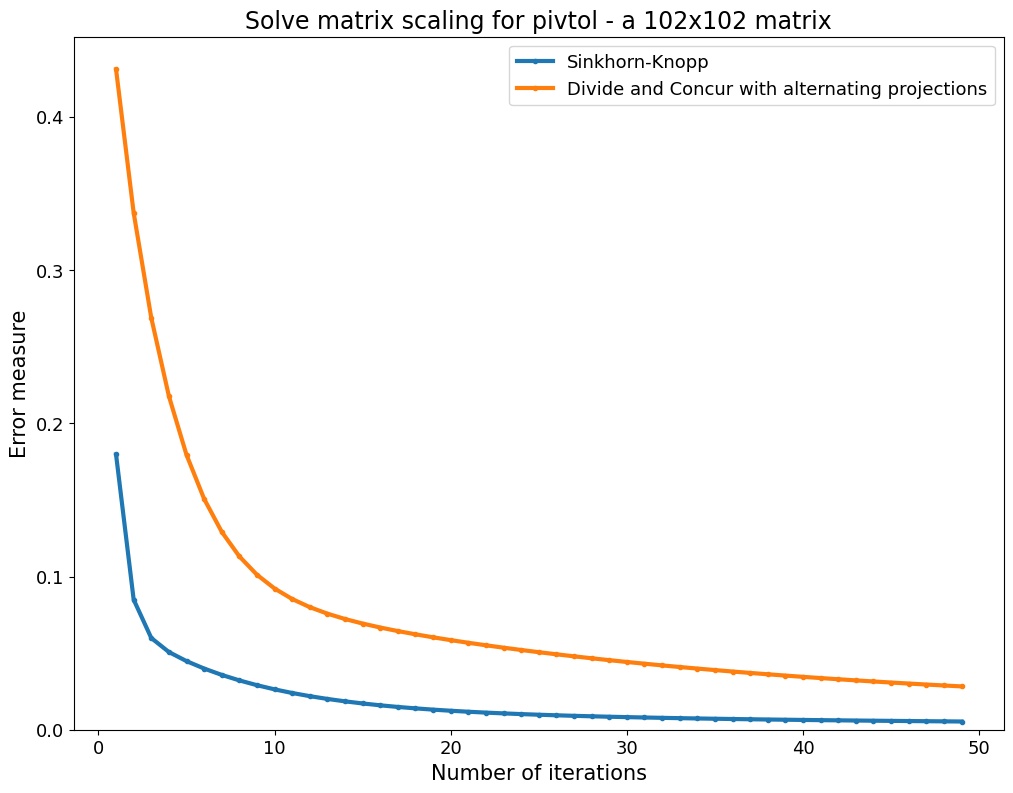 Solve matrix scaling for pivtol - a 102x102 matrix
Sinkhorn-Knopp
Divide and Concur with alternating projections
Error measure
0.4
0.3
0.2
0.1
0.0
0 10 20 30 40 50
Number of iterations